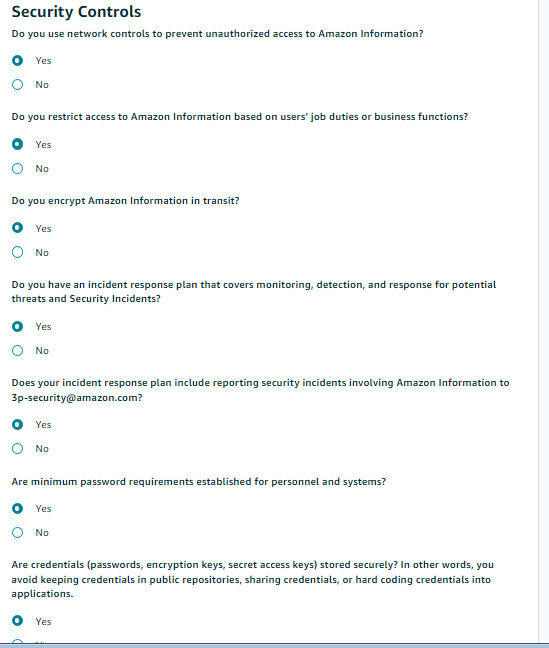 Security Controls
Do you use network controls to prevent unauthorized access to Amazon Information?
Yes
No
Do you restrict access to Amazon Information based on users' job duties or business functions?
Yes
No
Do you encrypt Amazon Information in transit?
Yes
No
Do you have an incident response plan that covers monitoring, detection, and response for potential
threats and Security Incidents?
Yes
No
Does your incident response plan include reporting security incidents involving Amazon Information to
3p-security@amazon.com?
Yes
No
Are minimum password requirements established for personnel and systems?
Yes
No
Are credentials (passwords, encryption keys, secret access keys) stored securely? In other words, you
avoid keeping credentials in public repositories, sharing credentials, or hard coding credentials into
applications.
Yes